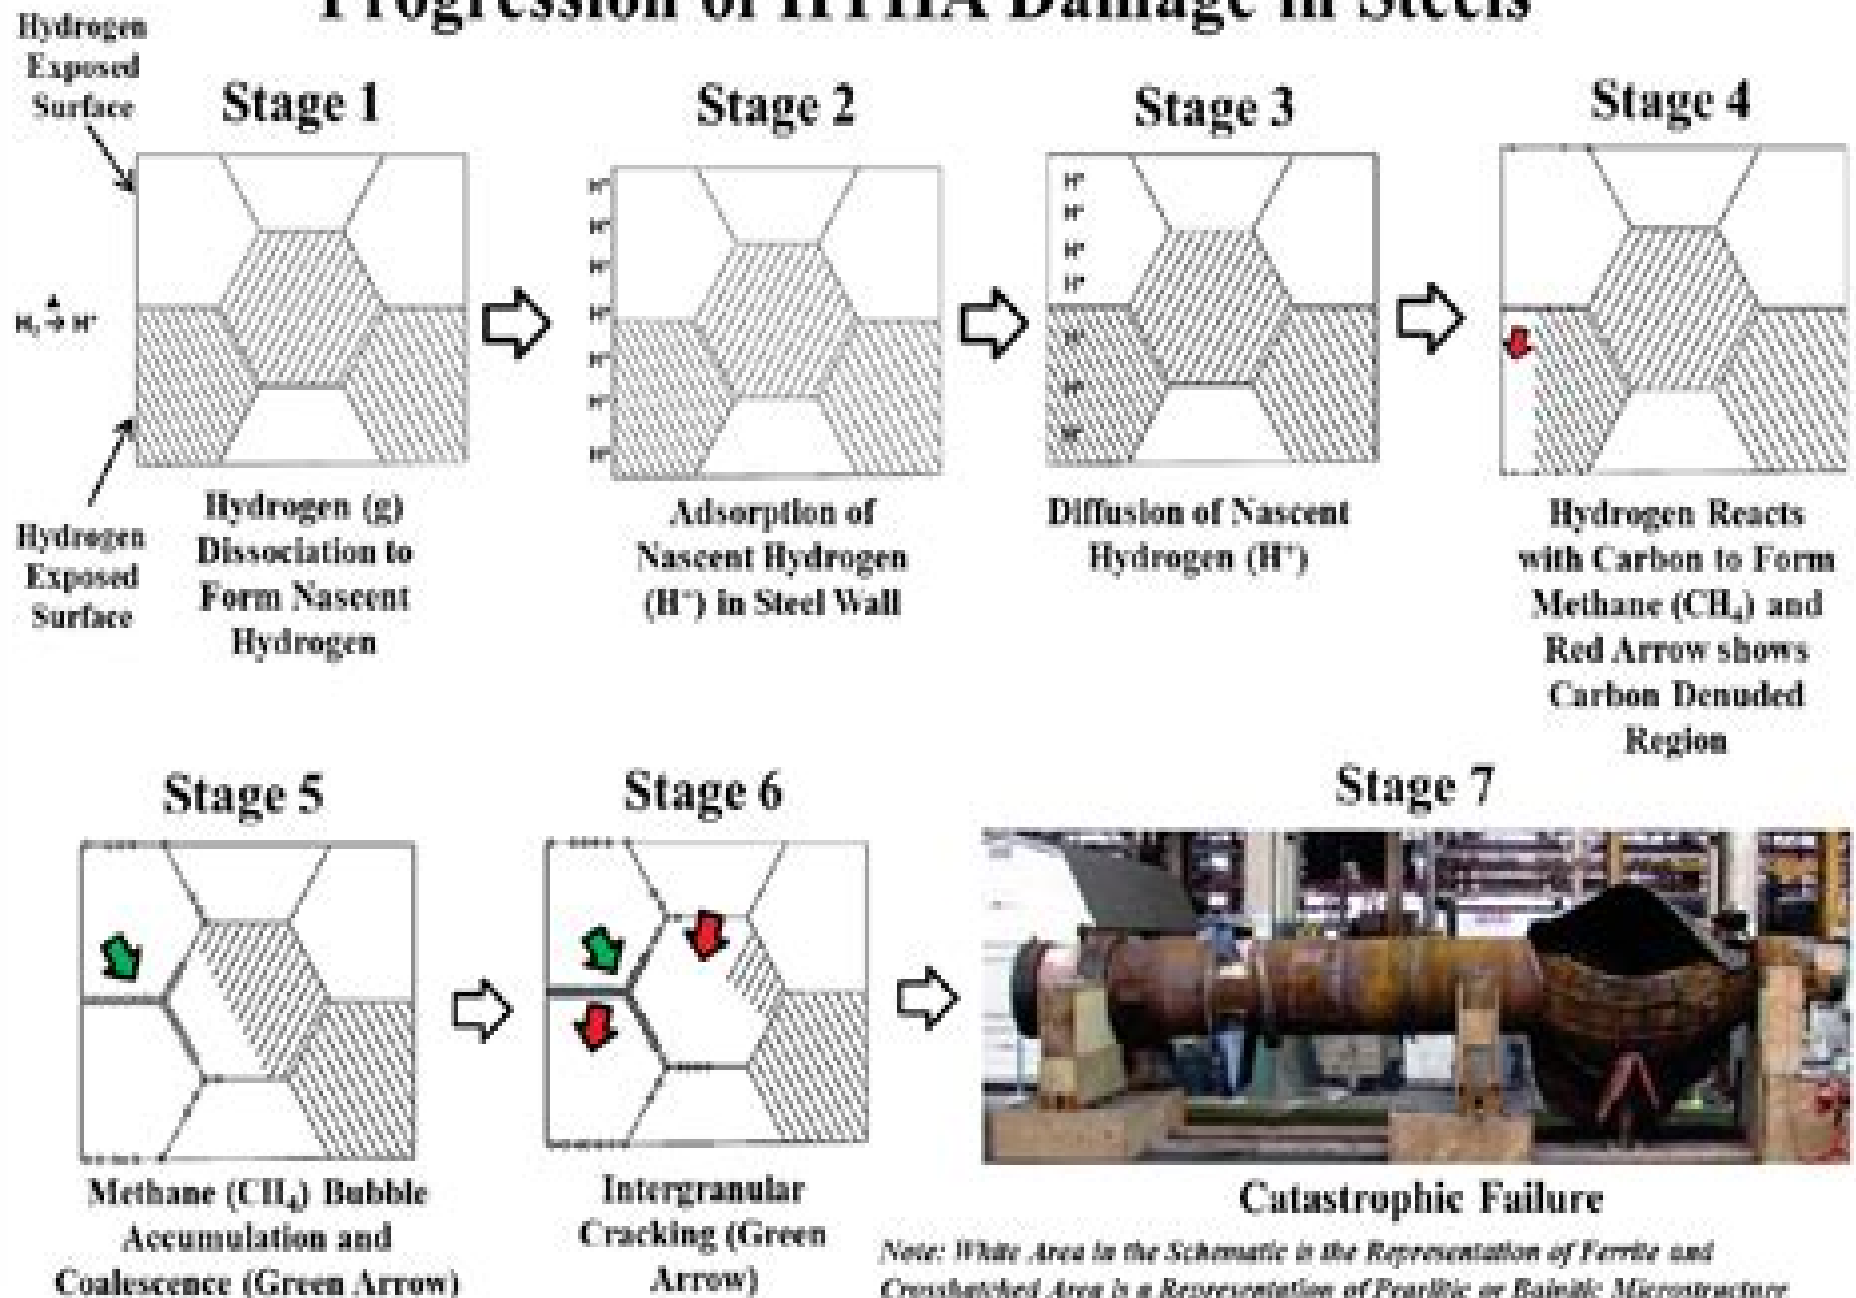 Progression of HTHA Damage in Steels
Hydrogen
Exposed
Surface
Stage 1
Stage 2
Stage 3
Stage 4
H₂ → H⁺
Hydrogen
Exposed
Surface
Hydrogen (g)
Dissociation to
Form Nascent
Hydrogen
H⁺
H⁺
H⁺
H⁺
H⁺
H⁺
H⁺
Adsorption of
Nascent Hydrogen
(H⁺) in Steel Wall
H⁺
H⁺
H⁺
H⁺
H⁺
H⁺
H⁺
Diffusion of Nascent
Hydrogen (H⁺)
Hydrogen Reacts
with Carbon to Form
Methane (CH₄) and
Red Arrow shows
Carbon Denuded
Region
Stage 5
Stage 6
Stage 7
Methane (CH₄) Bubble
Accumulation and
Coalescence (Green Arrow)
Intergranular
Cracking (Green
Arrow)
Catastrophic Failure
Note: White Area in the Schematic is the Representation of Ferrite and
Crosshatched Area is a Representation of Pearlitic or Bainitic Microstructure